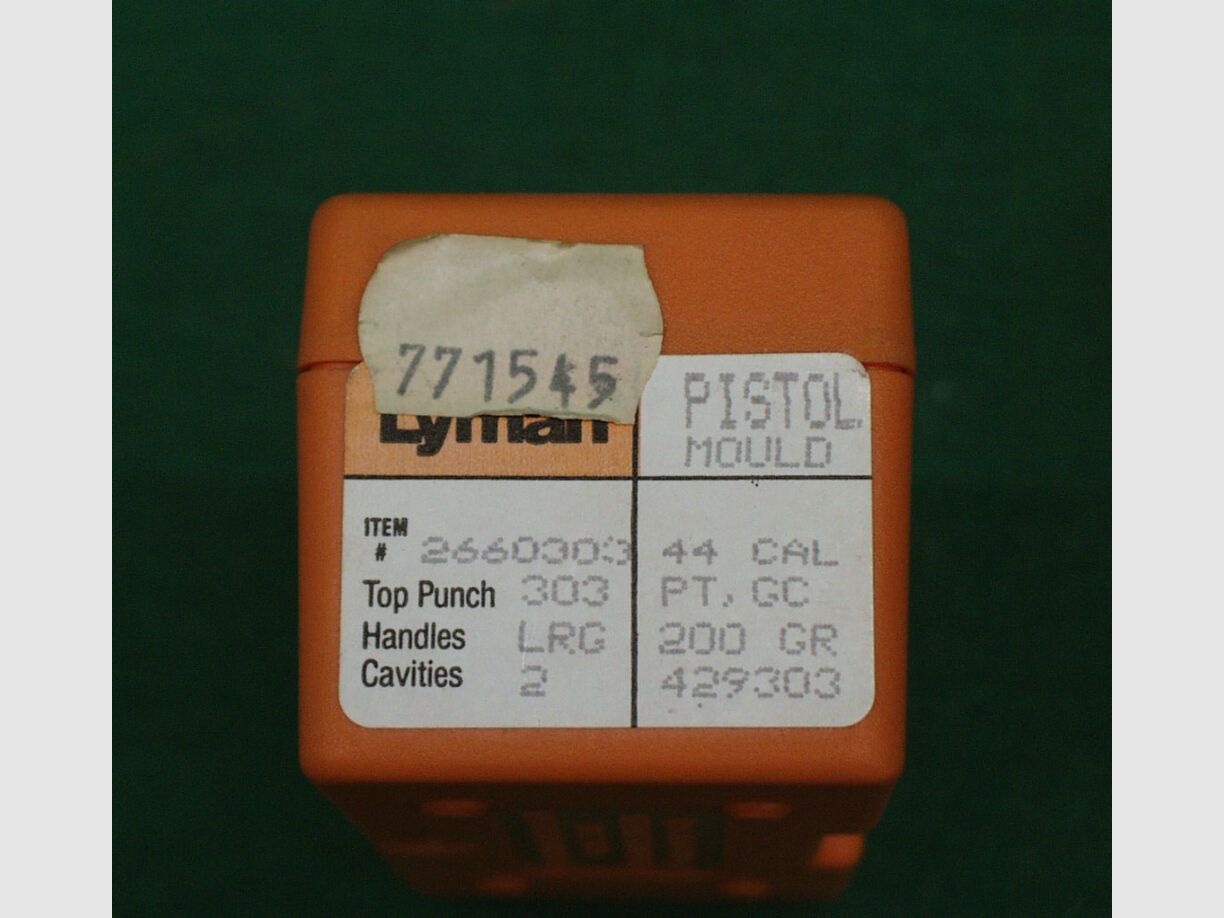 771545
Lyman
PISTOL
MOULD
ITEM
# 2660303
Top Punch 303
Handles LRG
Cavities 2
44 CAL
PT. GC
200 GR
429303